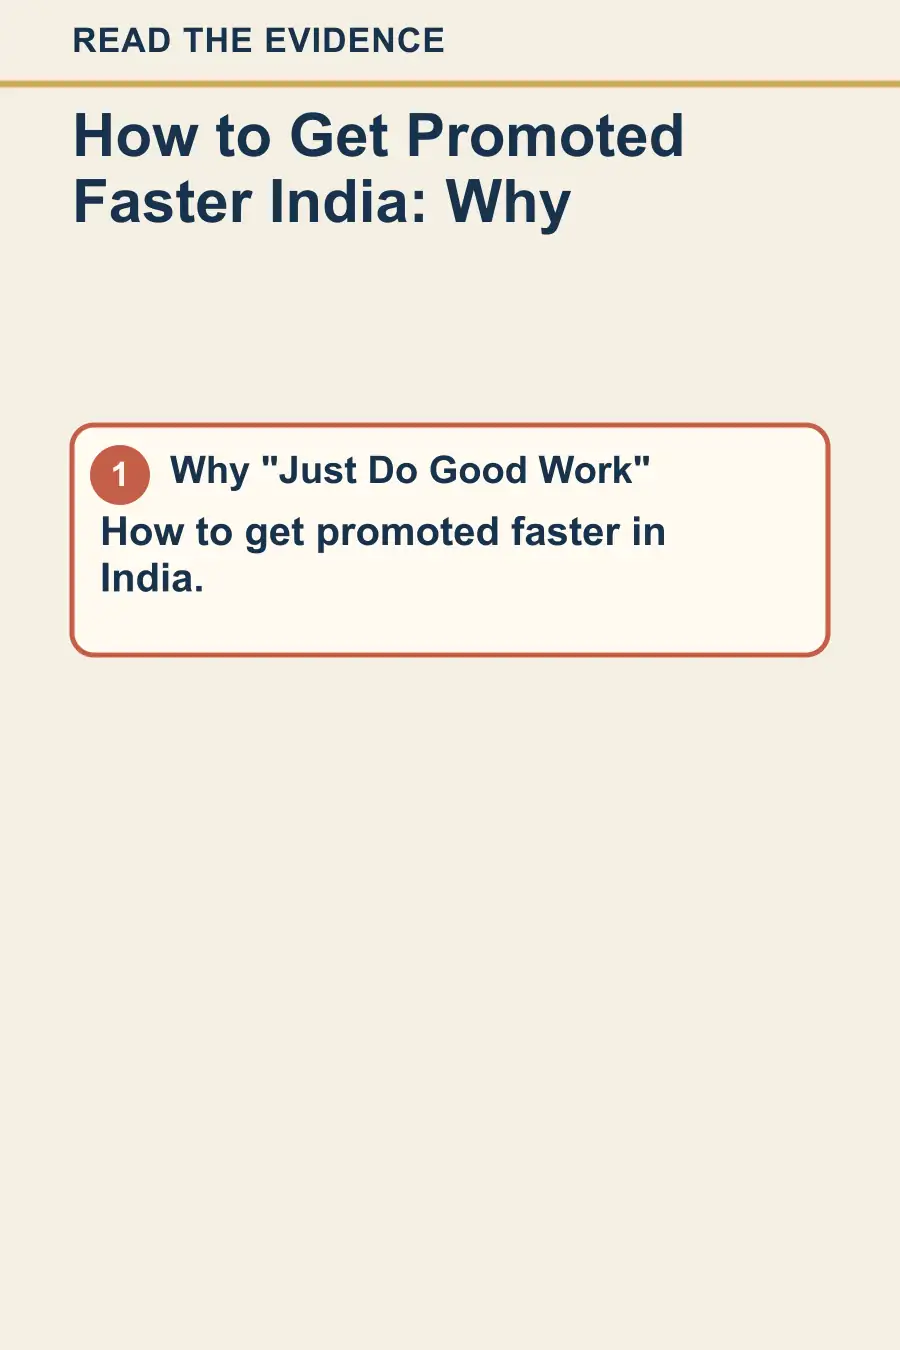 READ THE EVIDENCE
How to Get Promoted
Faster India: Why
1 Why "Just Do Good Work"
How to get promoted faster in
India.